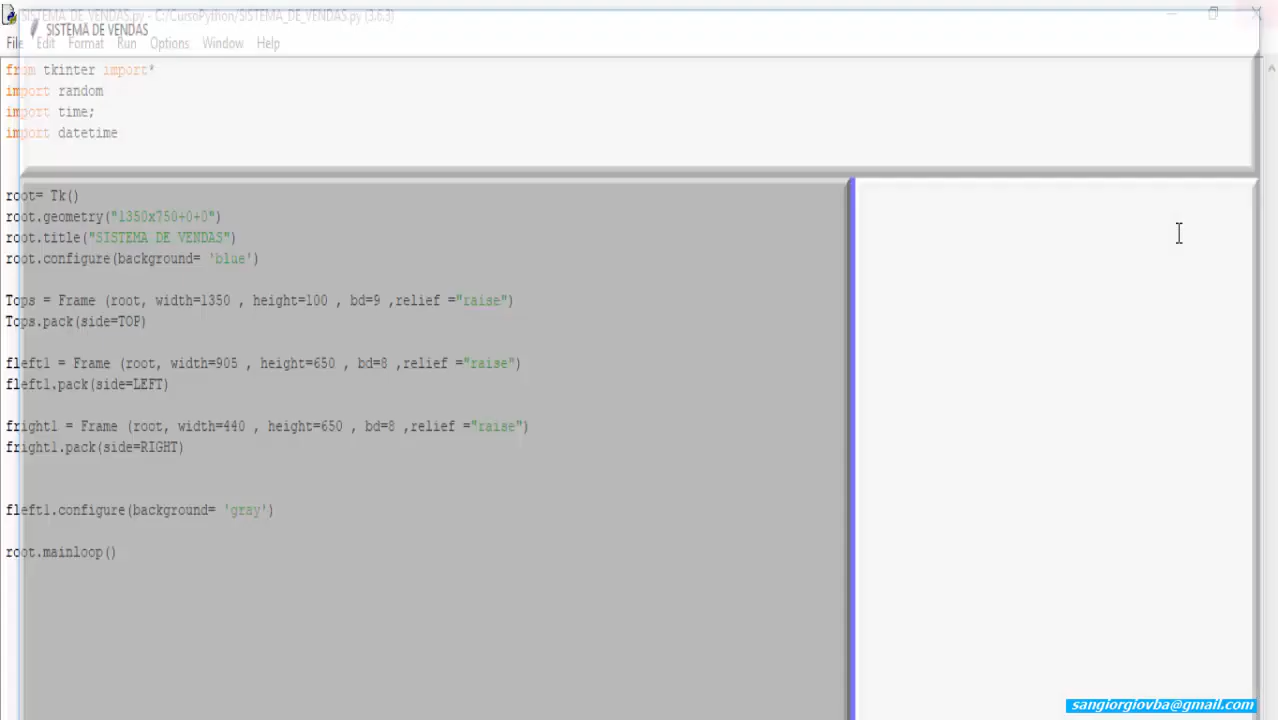 SISTEMA_DE_VENDAS.py - C:/CursoPython/SISTEMA_DE_VENDAS.py (3.6.3)
SISTEMA DE VENDAS
File Edit Format Run Options Window Help
from tkinter import*
import random
import time;
import datetime
root= Tk()
root.geometry("1350x750+0+0")
root.title("SISTEMA DE VENDAS")
root.configure(background= 'blue')
Tops = Frame (root, width=1350 , height=100 , bd=9 ,relief ="raise")
Tops.pack(side=TOP)
fleft1 = Frame (root, width=905 , height=650 , bd=8 ,relief ="raise")
fleft1.pack(side=LEFT)
fright1 = Frame (root, width=440 , height=650 , bd=8 ,relief ="raise")
fright1.pack(side=RIGHT)
fleft1.configure(background= 'gray')
root.mainloop()
sangiorgiovba@gmail.com